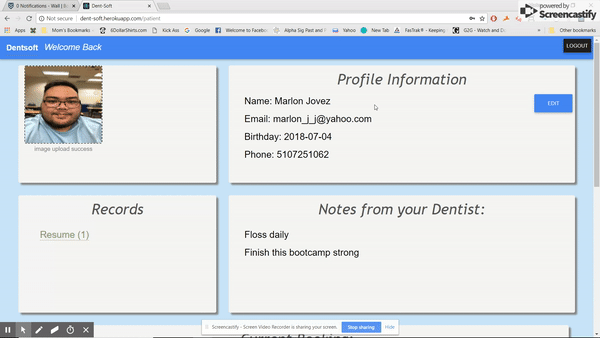 0 Notifications - Wall | B
Dent-Soft
powered by
Screencastify
dent-soft.herokuapp.com/patient
Apps
Mom's Bookmarks
6DollarShirts.com
Kick Ass
Google
Welcome to Facebook
Alpha Sig Past and
Yahoo
New Tab
FasTrak® - Keeping
G2G - Watch and D
Other bookmarks
Dentsoft Welcome Back
LOGOUT
image upload success
Profile Information
Name: Marlon Jovez
Email: marlon_j_j@yahoo.com
Birthday: 2018-07-04
Phone: 5107251062
EDIT
Records
Resume (1)
Notes from your Dentist:
Floss daily
Finish this bootcamp strong
Screencastify - Screen Video Recorder is sharing your screen.
Stop sharing
Hide
Current Booking: